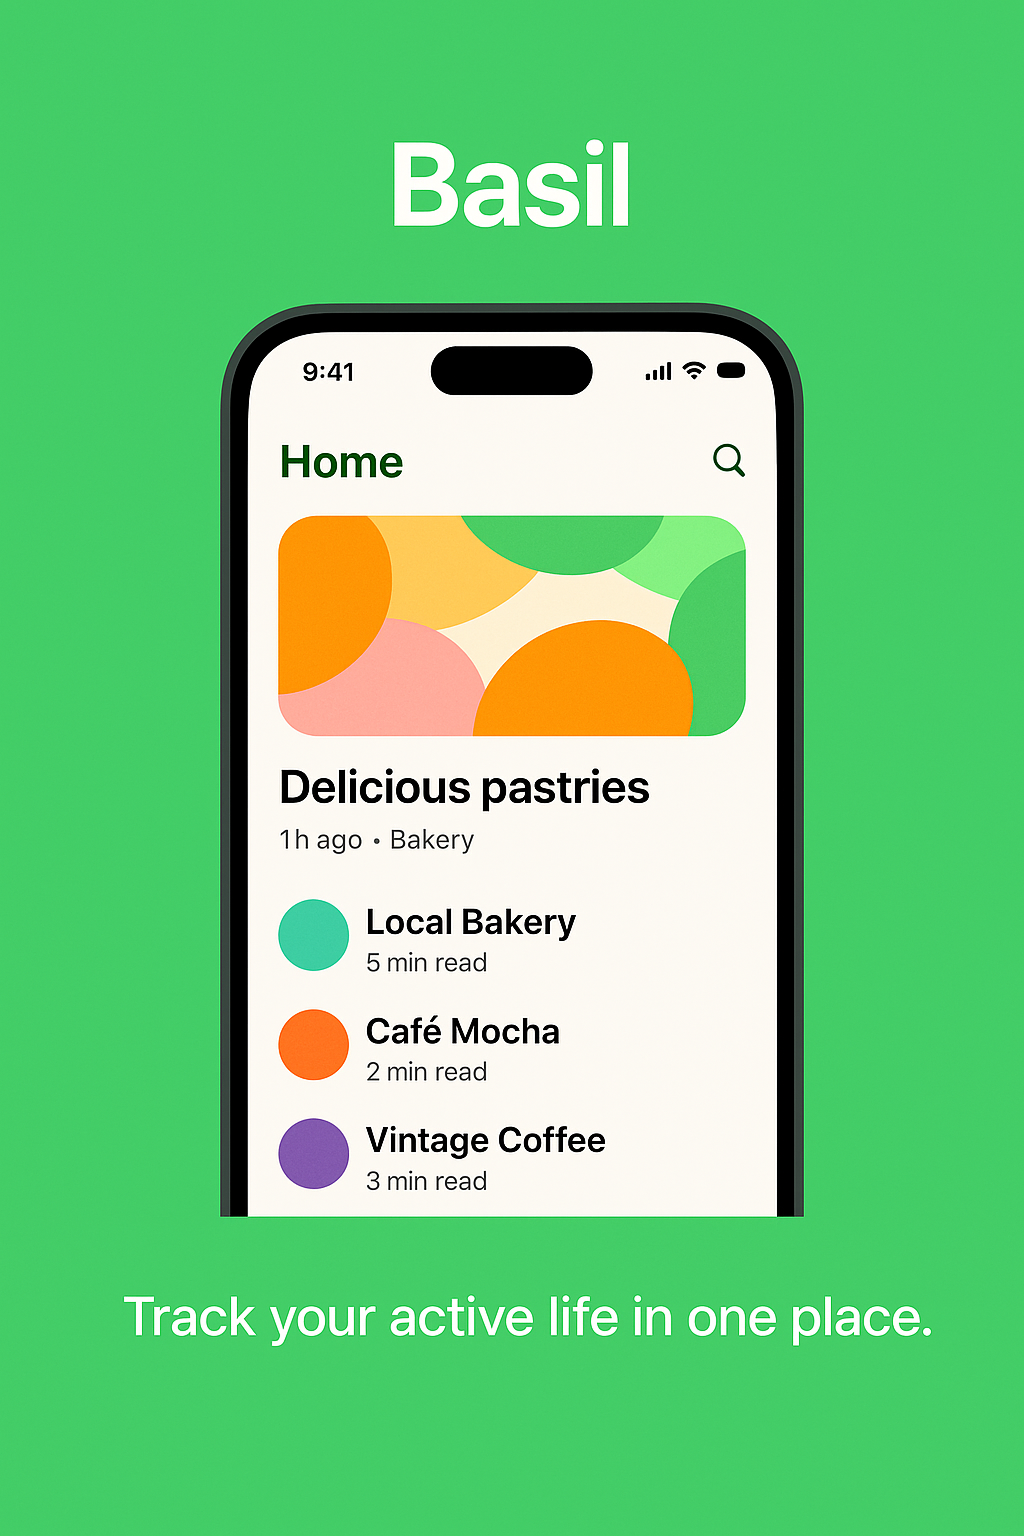 Basil
9:41
Home
Delicious pastries
1h ago • Bakery
Local Bakery
5 min read
Café Mocha
2 min read
Vintage Coffee
3 min read
Track your active life in one place.